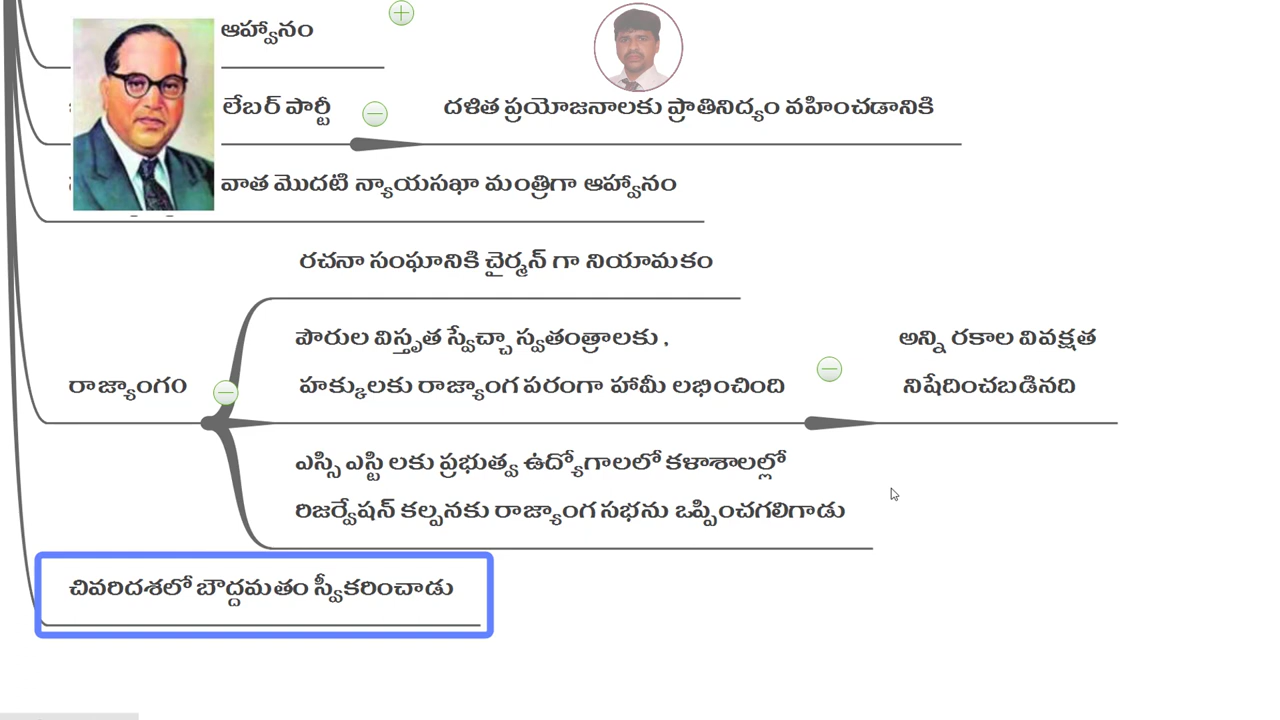 ఆహ్వానం
లేబర్ పార్టీ
దళిత ప్రయోజనాలకు ప్రాతినిధ్యం వహించడానికి
వాత మొదటి న్యాయసఖా మంత్రిగా ఆహ్వానం
రచనా సంఘానికి చైర్మన్ గా నియామకం
పౌరుల విస్తృత స్వేచ్చా స్వతంత్రాలకు ,
హక్కులకు రాజ్యాంగ పరంగా హామీ లభించింది
అన్ని రకాల వివక్షత
నిషేదించబడినది
రాజ్యాంగం
ఎస్సి ఎస్టి లకు ప్రభుత్వ ఉద్యోగాలలో కళాశాలల్లో
రిజర్వేషన్ కల్పనకు రాజ్యాంగ సభను ఒప్పించగలిగాడు
చివరిదశలో బౌద్దమతం స్వీకరించాడు